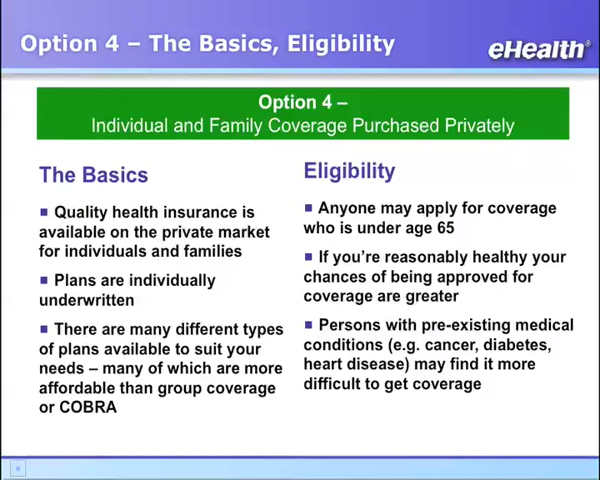 Option 4 – The Basics, Eligibility
eHealth®
Option 4 –
Individual and Family Coverage Purchased Privately
The Basics
■ Quality health insurance is
available on the private market
for individuals and families
■ Plans are individually
underwritten
■ There are many different types
of plans available to suit your
needs – many of which are more
affordable than group coverage
or COBRA
Eligibility
■ Anyone may apply for coverage
who is under age 65
■ If you’re reasonably healthy your
chances of being approved for
coverage are greater
■ Persons with pre-existing medical
conditions (e.g. cancer, diabetes,
heart disease) may find it more
difficult to get coverage